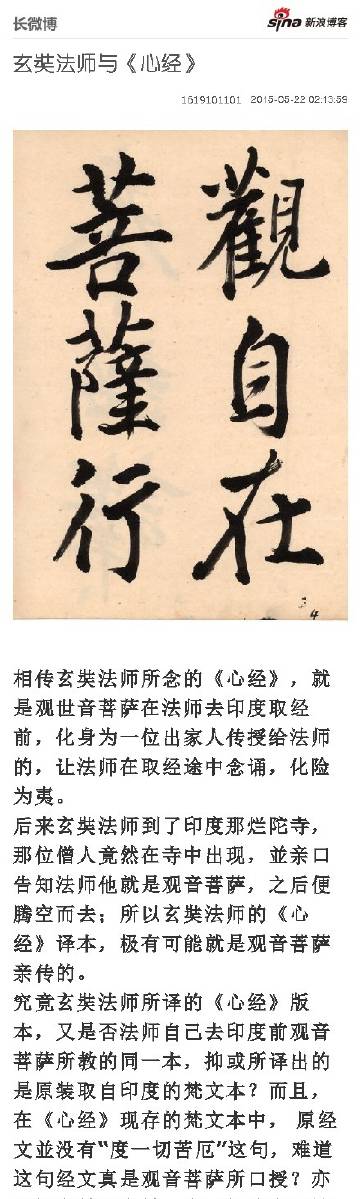 长微博
sina 新浪博客
玄奘法师与《心经》
1619101101 2015-05-22 02:13:59
觀自在
菩薩行
4
相传玄奘法师所念的《心经》，就
是观世音菩萨在法师去印度取经
前，化身为一位出家人传授给法师
的，让法师在取经途中念诵，化险
为夷。
后来玄奘法师到了印度那烂陀寺，
那位僧人竟然在寺中出现，並亲口
告知法师他就是观音菩萨，之后便
腾空而去；所以玄奘法师的《心
经》译本，极有可能就是观音菩萨
亲传的。
究竟玄奘法师所译的《心经》版
本，又是否法师自己去印度前观音
菩萨所教的同一本，抑或所译出的
是原装取自印度的梵文本？而且，
在《心经》现存的梵文本中， 原经
文並没有“度一切苦厄”这句，难道
这句经文真是观音菩萨所口授？亦